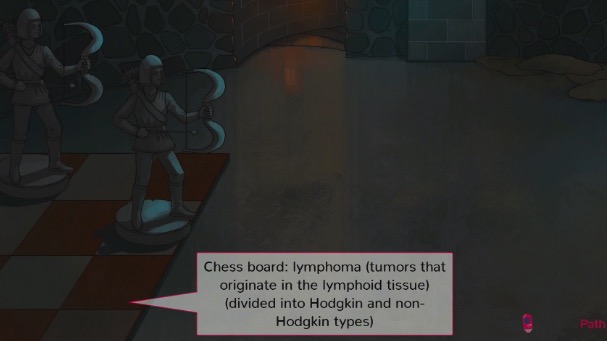 Chess board: lymphoma (tumors that
originate in the lymphoid tissue)
(divided into Hodgkin and non-
Hodgkin types)
Path